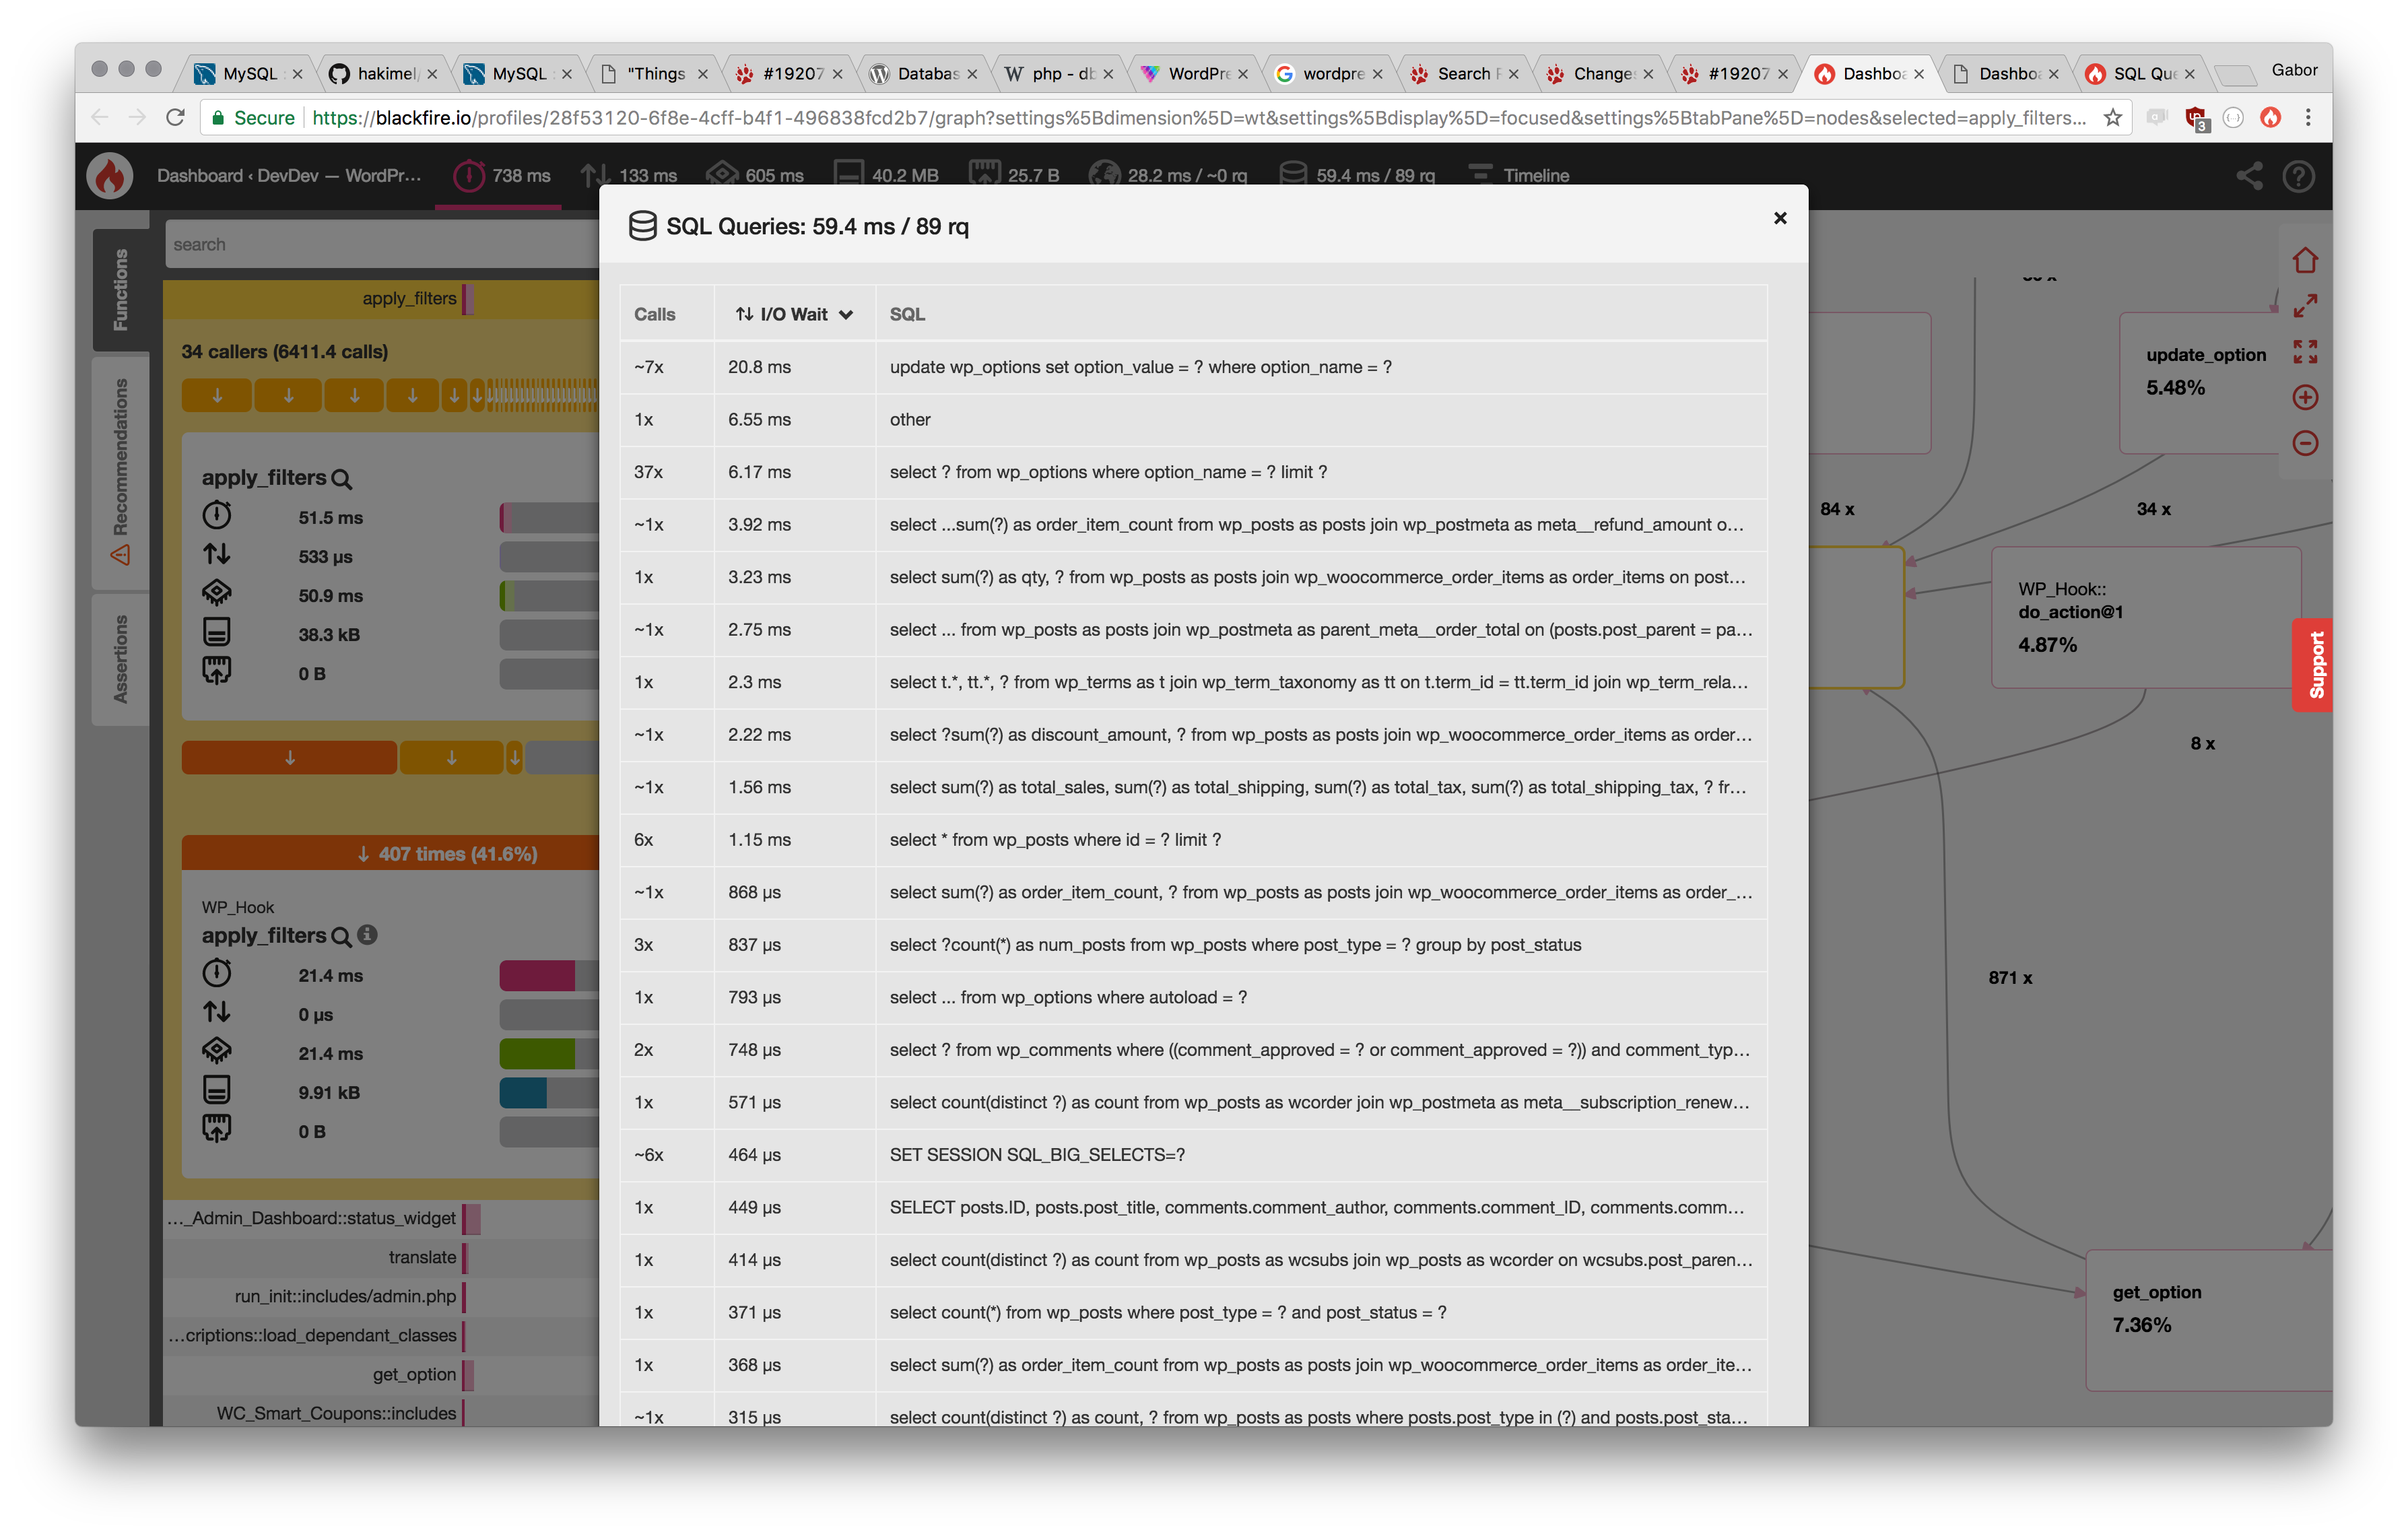 MySQL :
hakimel/
MySQL :
"Things
#19207
Databas
php - db
WordPre
wordpre
Search F
Change
#19207
Dashboa
Dashboa
SQL Que
Gabor
Secure
https://blackfire.io/profiles/28f53120-6f8e-4cff-b4f1-496838fcd2b7/graph?settings%5Bdimension%5D=wt&settings%5Bdisplay%5D=focused&settings%5BtabPane%5D=nodes&selected=apply_filters...
3
Dashboard ‹ DevDev — WordPr...
738 ms
133 ms
605 ms
40.2 MB
25.7 B
28.2 ms / ~0 rq
59.4 ms / 89 rq
Timeline
Functions
Recommendations
Assertions
search
apply_filters
34 callers (6411.4 calls)
apply_filters
51.5 ms
533 µs
50.9 ms
38.3 kB
0 B
407 times (41.6%)
WP_Hook
apply_filters
21.4 ms
0 µs
21.4 ms
9.91 kB
0 B
..._Admin_Dashboard::status_widget
translate
run_init::includes/admin.php
...criptions::load_dependant_classes
get_option
WC_Smart_Coupons::includes
SQL Queries: 59.4 ms / 89 rq
×
Calls I/O Wait SQL
~7x 20.8 ms update wp_options set option_value = ? where option_name = ?
1x 6.55 ms other
37x 6.17 ms select ? from wp_options where option_name = ? limit ?
~1x 3.92 ms select ...sum(?) as order_item_count from wp_posts as posts join wp_postmeta as meta__refund_amount o...
1x 3.23 ms select sum(?) as qty, ? from wp_posts as posts join wp_woocommerce_order_items as order_items on post...
~1x 2.75 ms select ... from wp_posts as posts join wp_postmeta as parent_meta__order_total on (posts.post_parent = pa...
1x 2.3 ms select t.*, tt.*, ? from wp_terms as t join wp_term_taxonomy as tt on t.term_id = tt.term_id join wp_term_rela...
~1x 2.22 ms select ?sum(?) as discount_amount, ? from wp_posts as posts join wp_woocommerce_order_items as order...
~1x 1.56 ms select sum(?) as total_sales, sum(?) as total_shipping, sum(?) as total_tax, sum(?) as total_shipping_tax, ? fr...
6x 1.15 ms select * from wp_posts where id = ? limit ?
~1x 868 µs select sum(?) as order_item_count, ? from wp_posts as posts join wp_woocommerce_order_items as order_...
3x 837 µs select ?count(*) as num_posts from wp_posts where post_type = ? group by post_status
1x 793 µs select ... from wp_options where autoload = ?
2x 748 µs select ? from wp_comments where ((comment_approved = ? or comment_approved = ?)) and comment_typ...
1x 571 µs select count(distinct ?) as count from wp_posts as wcorder join wp_postmeta as meta__subscription_renew...
~6x 464 µs SET SESSION SQL_BIG_SELECTS=?
1x 449 µs SELECT posts.ID, posts.post_title, comments.comment_author, comments.comment_ID, comments.comm...
1x 414 µs select count(distinct ?) as count from wp_posts as wcsubs join wp_posts as wcorder on wcsubs.post_paren...
1x 371 µs select count(*) from wp_posts where post_type = ? and post_status = ?
1x 368 µs select sum(?) as order_item_count from wp_posts as posts join wp_woocommerce_order_items as order_ite...
~1x 315 µs select count(distinct ?) as count, ? from wp_posts as posts where posts.post_type in (?) and posts.post_sta...
update_option
5.48%
84 x
34 x
WP_Hook::
do_action@1
4.87%
Support
8 x
871 x
get_option
7.36%